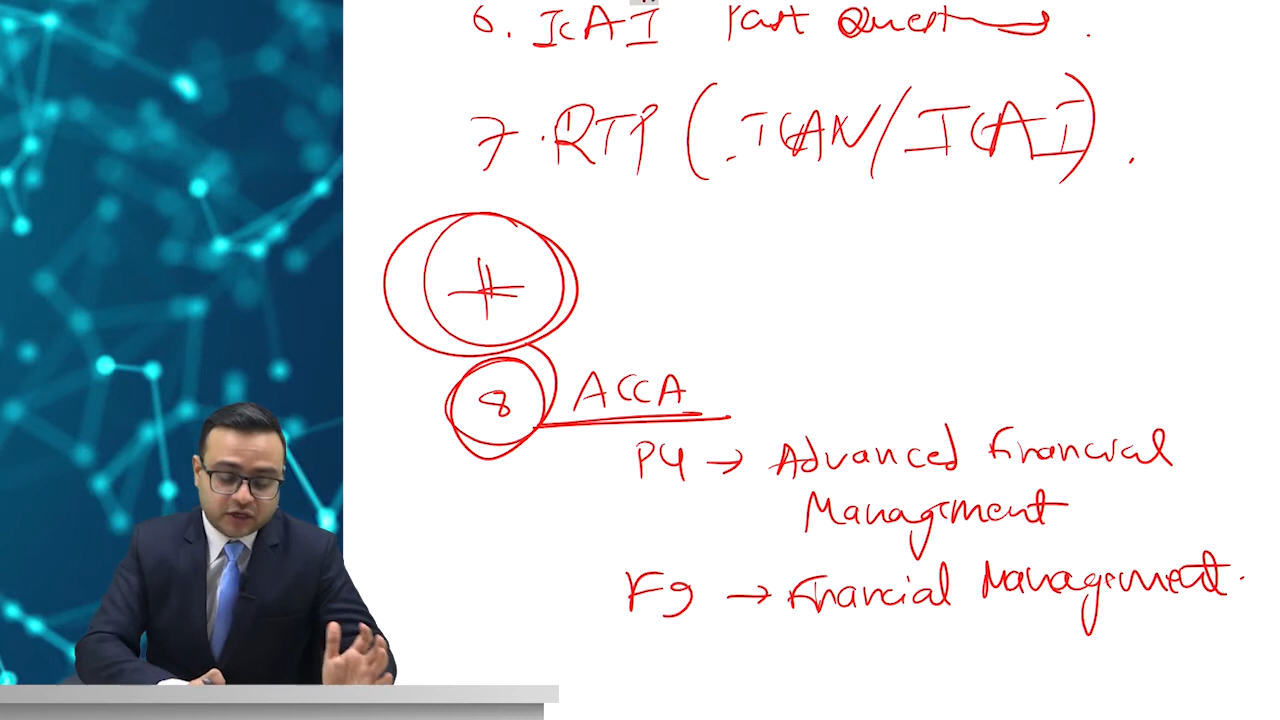 6. ICAI Past Question .
7. RTP (ICAN/ICAI) .
8 ACCA
P4 → Advanced Financial
Management
F9 → Financial Management.